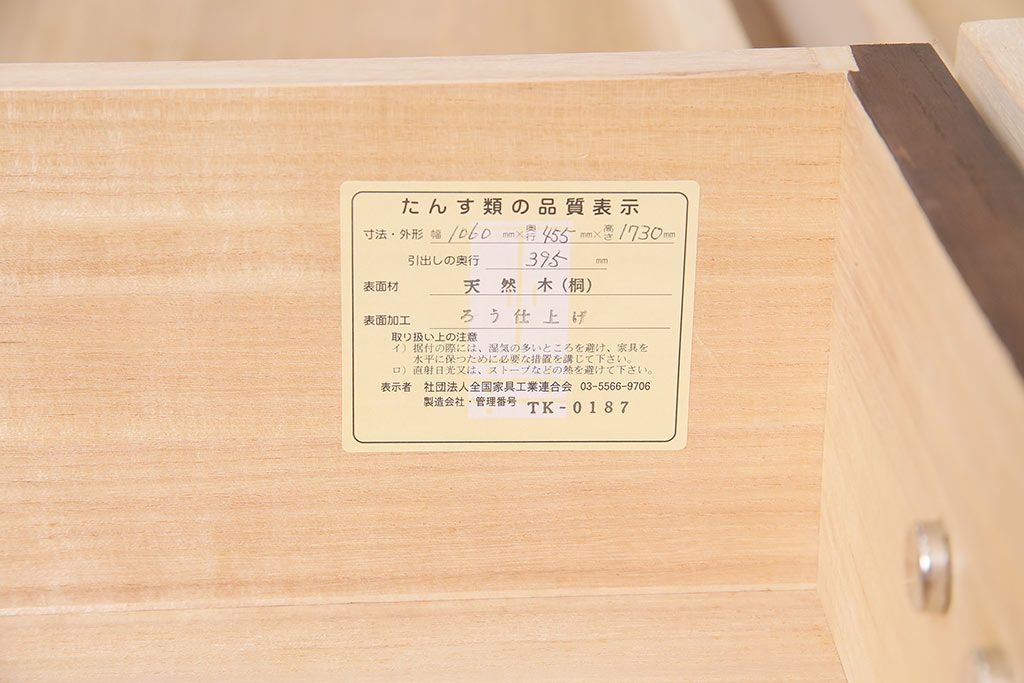 たんす類の品質表示
寸法・外形 幅 1060 mm×奥行 455 mm×高さ 1730mm
引出しの奥行 395 mm
表面材 天然木(桐)
表面加工 ろう仕上げ
取り扱い上の注意
イ)据付の際には、湿気の多いところを避け、家具を
水平に保つために必要な措置を講じて下さい。
ロ)直射日光又は、ストーブなどの熱を避けて下さい。
表示者 社団法人全国家具工業連合会 03-5566-9706
製造会社・管理番号 TK-0187